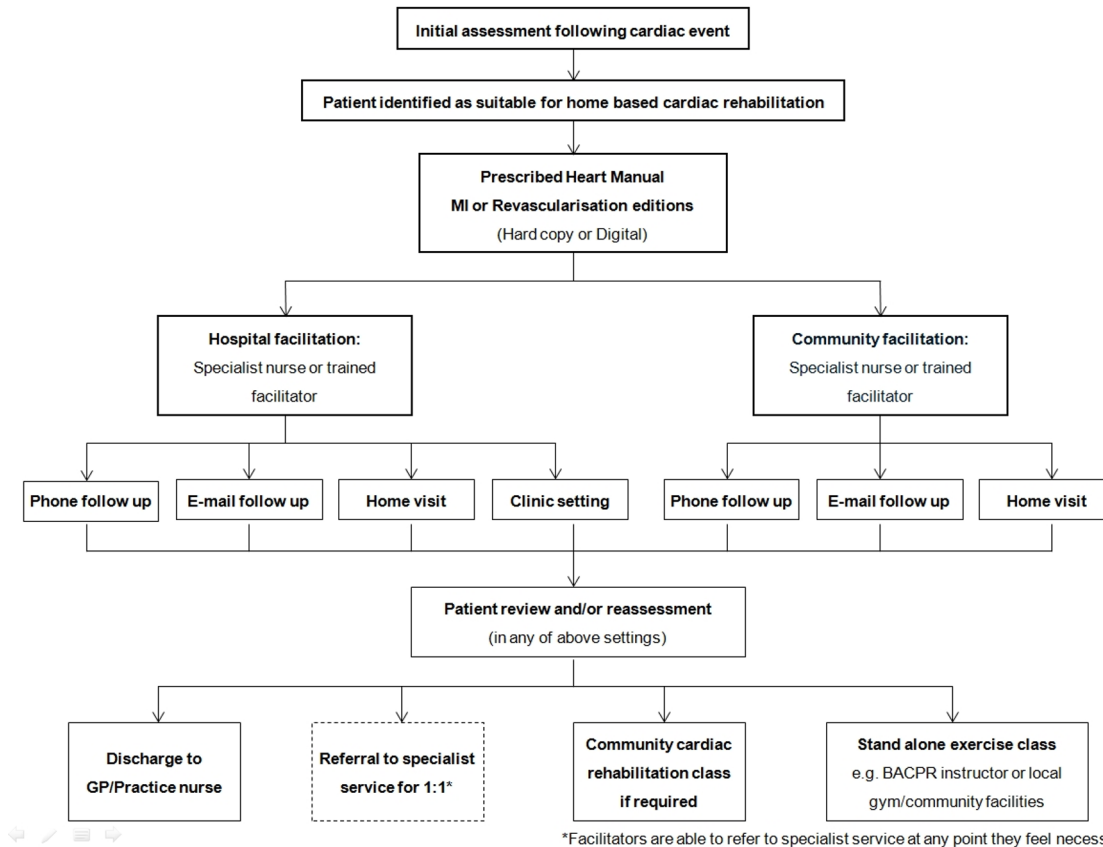 Initial assessment following cardiac event
Patient identified as suitable for home based cardiac rehabilitation
Prescribed Heart Manual
MI or Revascularisation editions
(Hard copy or Digital)
Hospital facilitation:
Specialist nurse or trained
facilitator
Community facilitation:
Specialist nurse or trained
facilitator
Phone follow up
E-mail follow up
Home visit
Clinic setting
Phone follow up
E-mail follow up
Home visit
Patient review and/or reassessment
(in any of above settings)
Discharge to
GP/Practice nurse
Referral to specialist
service for 1:1*
Community cardiac
rehabilitation class
if required
Stand alone exercise class
e.g. BACPR instructor or local
gym/community facilities
*Facilitators are able to refer to specialist service at any point they feel